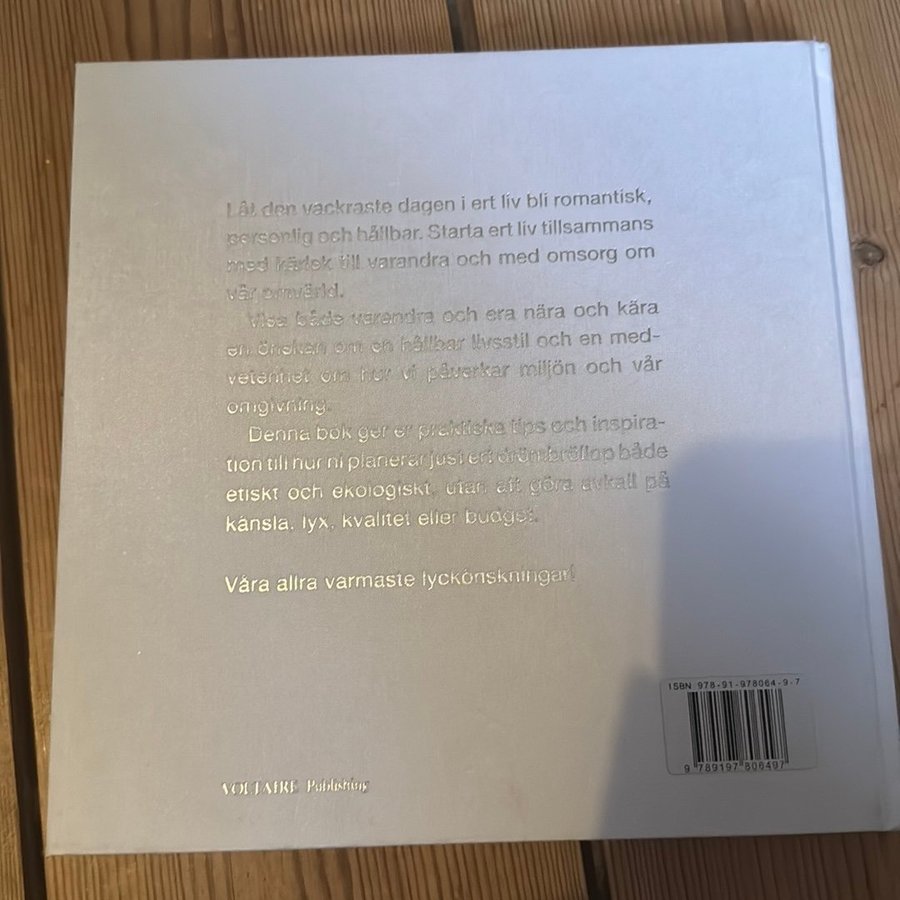 Låt den vackraste dagen i ert liv bli romantisk,
personlig och hållbar. Starta ert liv tillsammans
med kärlek till varandra och med omsorg om
vår omvärld.
Visa både varandra och era nära och kära
en önskan om en hållbar livsstil och en med-
vetenhet om hur vi påverkar miljön och vår
omgivning.
Denna bok ger er praktiska tips och inspira-
tion till hur ni planerar just ert drömbröllop både
etiskt och ekologiskt, utan att göra avkall på
känsla, lyx, kvalitet eller budget.
Våra allra varmaste lyckönskningar!
ISBN 978-91-978064-9-7
9 789197 806497
VOLTAIRE Publishing